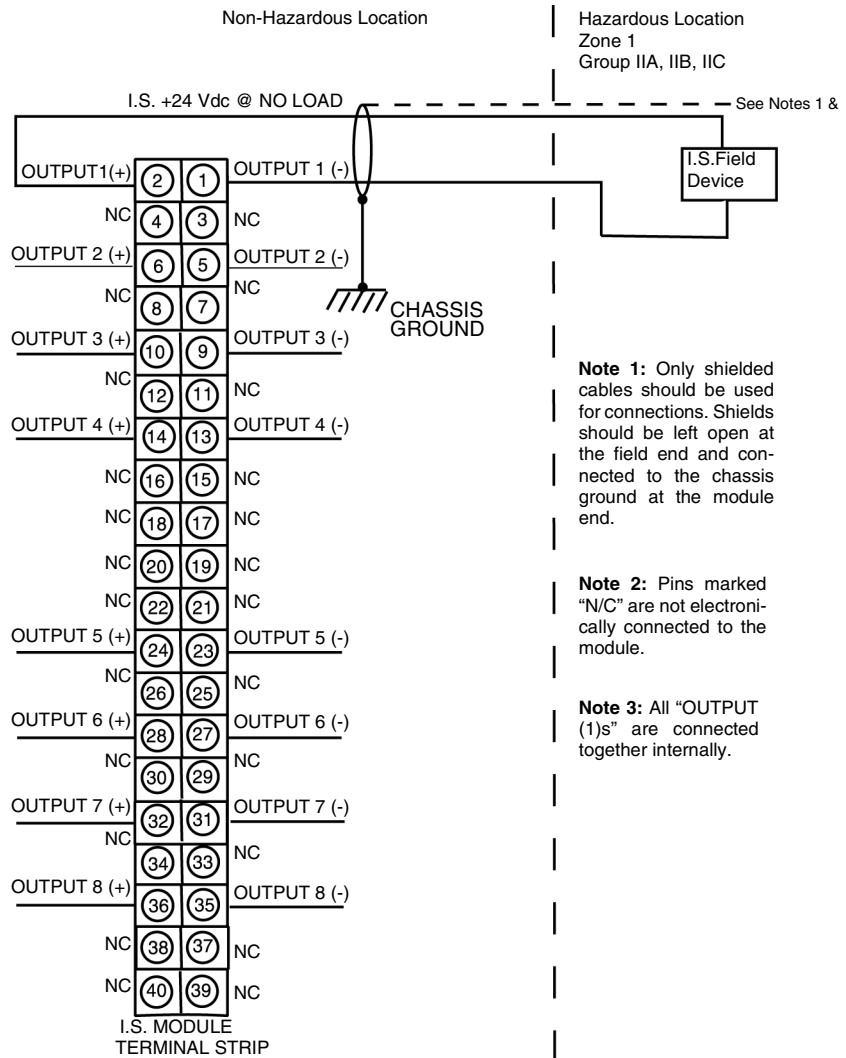 Non-Hazardous Location
Hazardous Location
Zone 1
Group IIA, IIB, IIC
I.S. +24 Vdc @ NO LOAD
See Notes 1 &
I.S.Field
Device
OUTPUT1(+) 2 1 OUTPUT 1 (-)
NC 4 3 NC
OUTPUT 2 (+) 6 5 OUTPUT 2 (-)
NC 8 7 NC
CHASSIS
GROUND
OUTPUT 3 (+) 10 9 OUTPUT 3 (-)
NC 12 11 NC
OUTPUT 4 (+) 14 13 OUTPUT 4 (-)
NC 16 15 NC
NC 18 17 NC
NC 20 19 NC
NC 22 21 NC
OUTPUT 5 (+) 24 23 OUTPUT 5 (-)
NC 26 25 NC
OUTPUT 6 (+) 28 27 OUTPUT 6 (-)
NC 30 29 NC
OUTPUT 7 (+) 32 31 OUTPUT 7 (-)
NC 34 33 NC
OUTPUT 8 (+) 36 35 OUTPUT 8 (-)
NC 38 37 NC
NC 40 39 NC
I.S. MODULE
TERMINAL STRIP
Note 1: Only shielded
cables should be used
for connections. Shields
should be left open at
the field end and con-
nected to the chassis
ground at the module
end.
Note 2: Pins marked
“N/C” are not electroni-
cally connected to the
module.
Note 3: All “OUTPUT
(1)s” are connected
together internally.